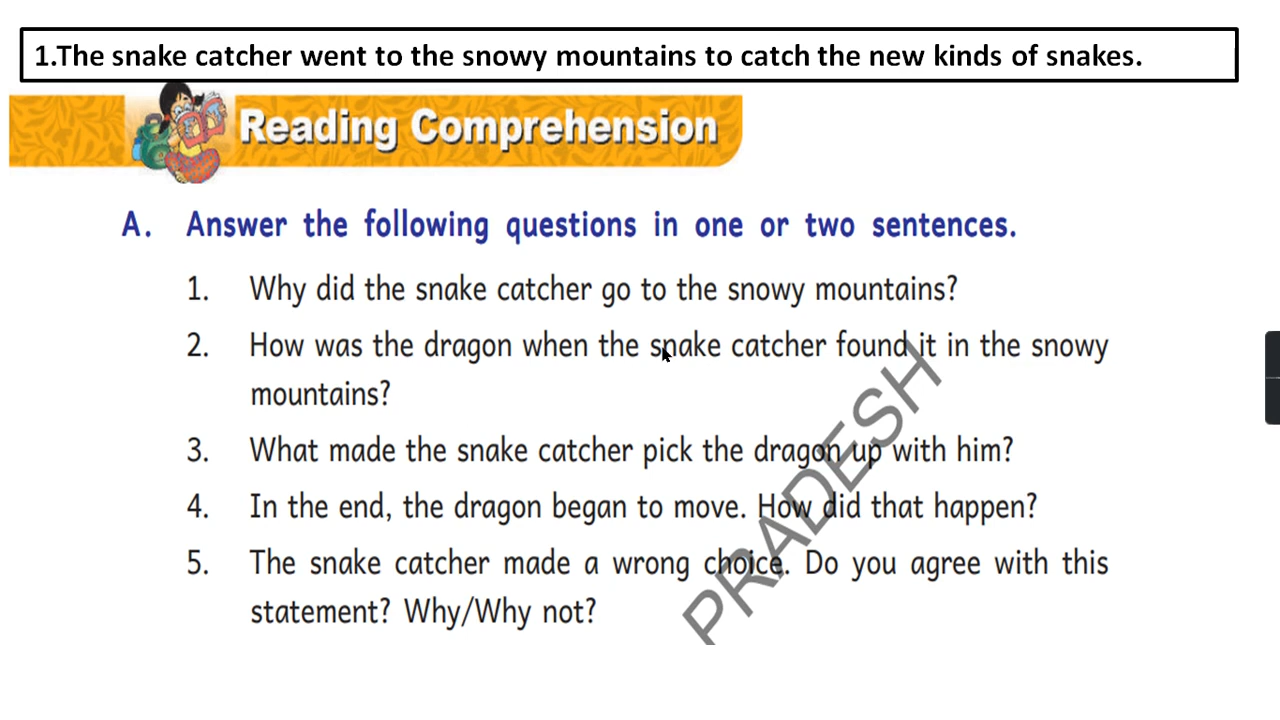 1.The snake catcher went to the snowy mountains to catch the new kinds of snakes.
Reading Comprehension
A. Answer the following questions in one or two sentences.
1. Why did the snake catcher go to the snowy mountains?
2. How was the dragon when the snake catcher found it in the snowy
mountains?
3. What made the snake catcher pick the dragon up with him?
4. In the end, the dragon began to move. How did that happen?
5. The snake catcher made a wrong choice. Do you agree with this
statement? Why/Why not?
PRADESH